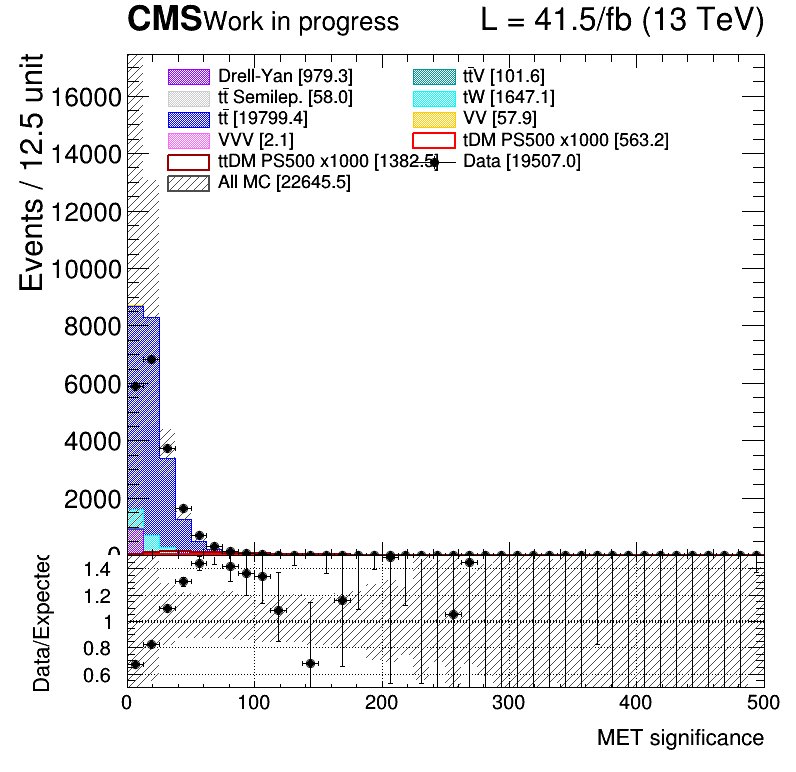 CMS Work in progress L = 41.5/fb (13 TeV)
Drell-Yan [979.3] tt̄V [101.6]
tt̄ Semilep. [58.0] tW [1647.1]
tt̄ [19799.4] VV [57.9]
VVV [2.1] tDM PS500 x1000 [563.2]
ttDM PS500 x1000 [1382.5] Data [19507.0]
All MC [22645.5]
Events / 12.5 unit
16000
14000
12000
10000
8000
6000
4000
2000
0
Data/Expected
1.4
1.2
1
0.8
0.6
0 100 200 300 400 500
MET significance